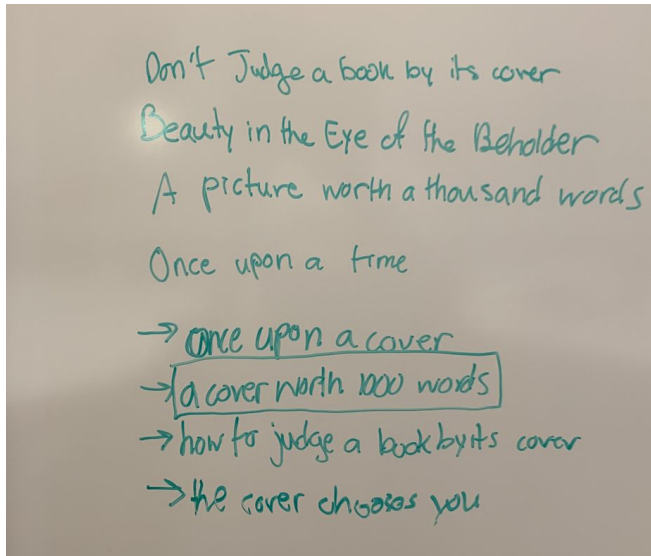 Don't Judge a book by its cover
Beauty in the Eye of the Beholder
A picture worth a thousand words
Once upon a time
→ once upon a cover
→ a cover worth 1000 words
→ how to judge a book by its cover
→ the cover chooses you